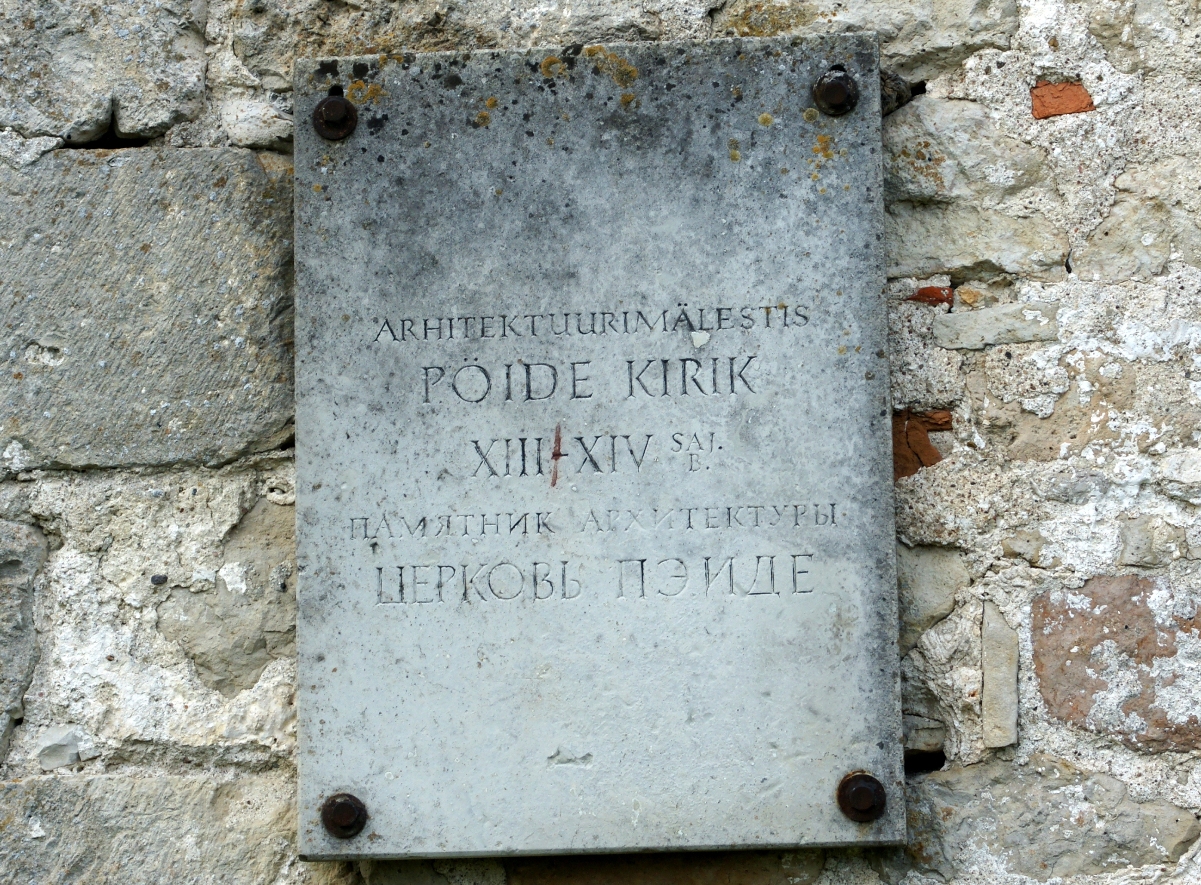 ARHITEKTUURIMÄLESTIS
PÖIDE KIRIK
XIII-XIV SAJ.
В.
ПАМЯТНИК АРХИТЕКТУРЫ
ЦЕРКОВЬ ПЭИДЕ